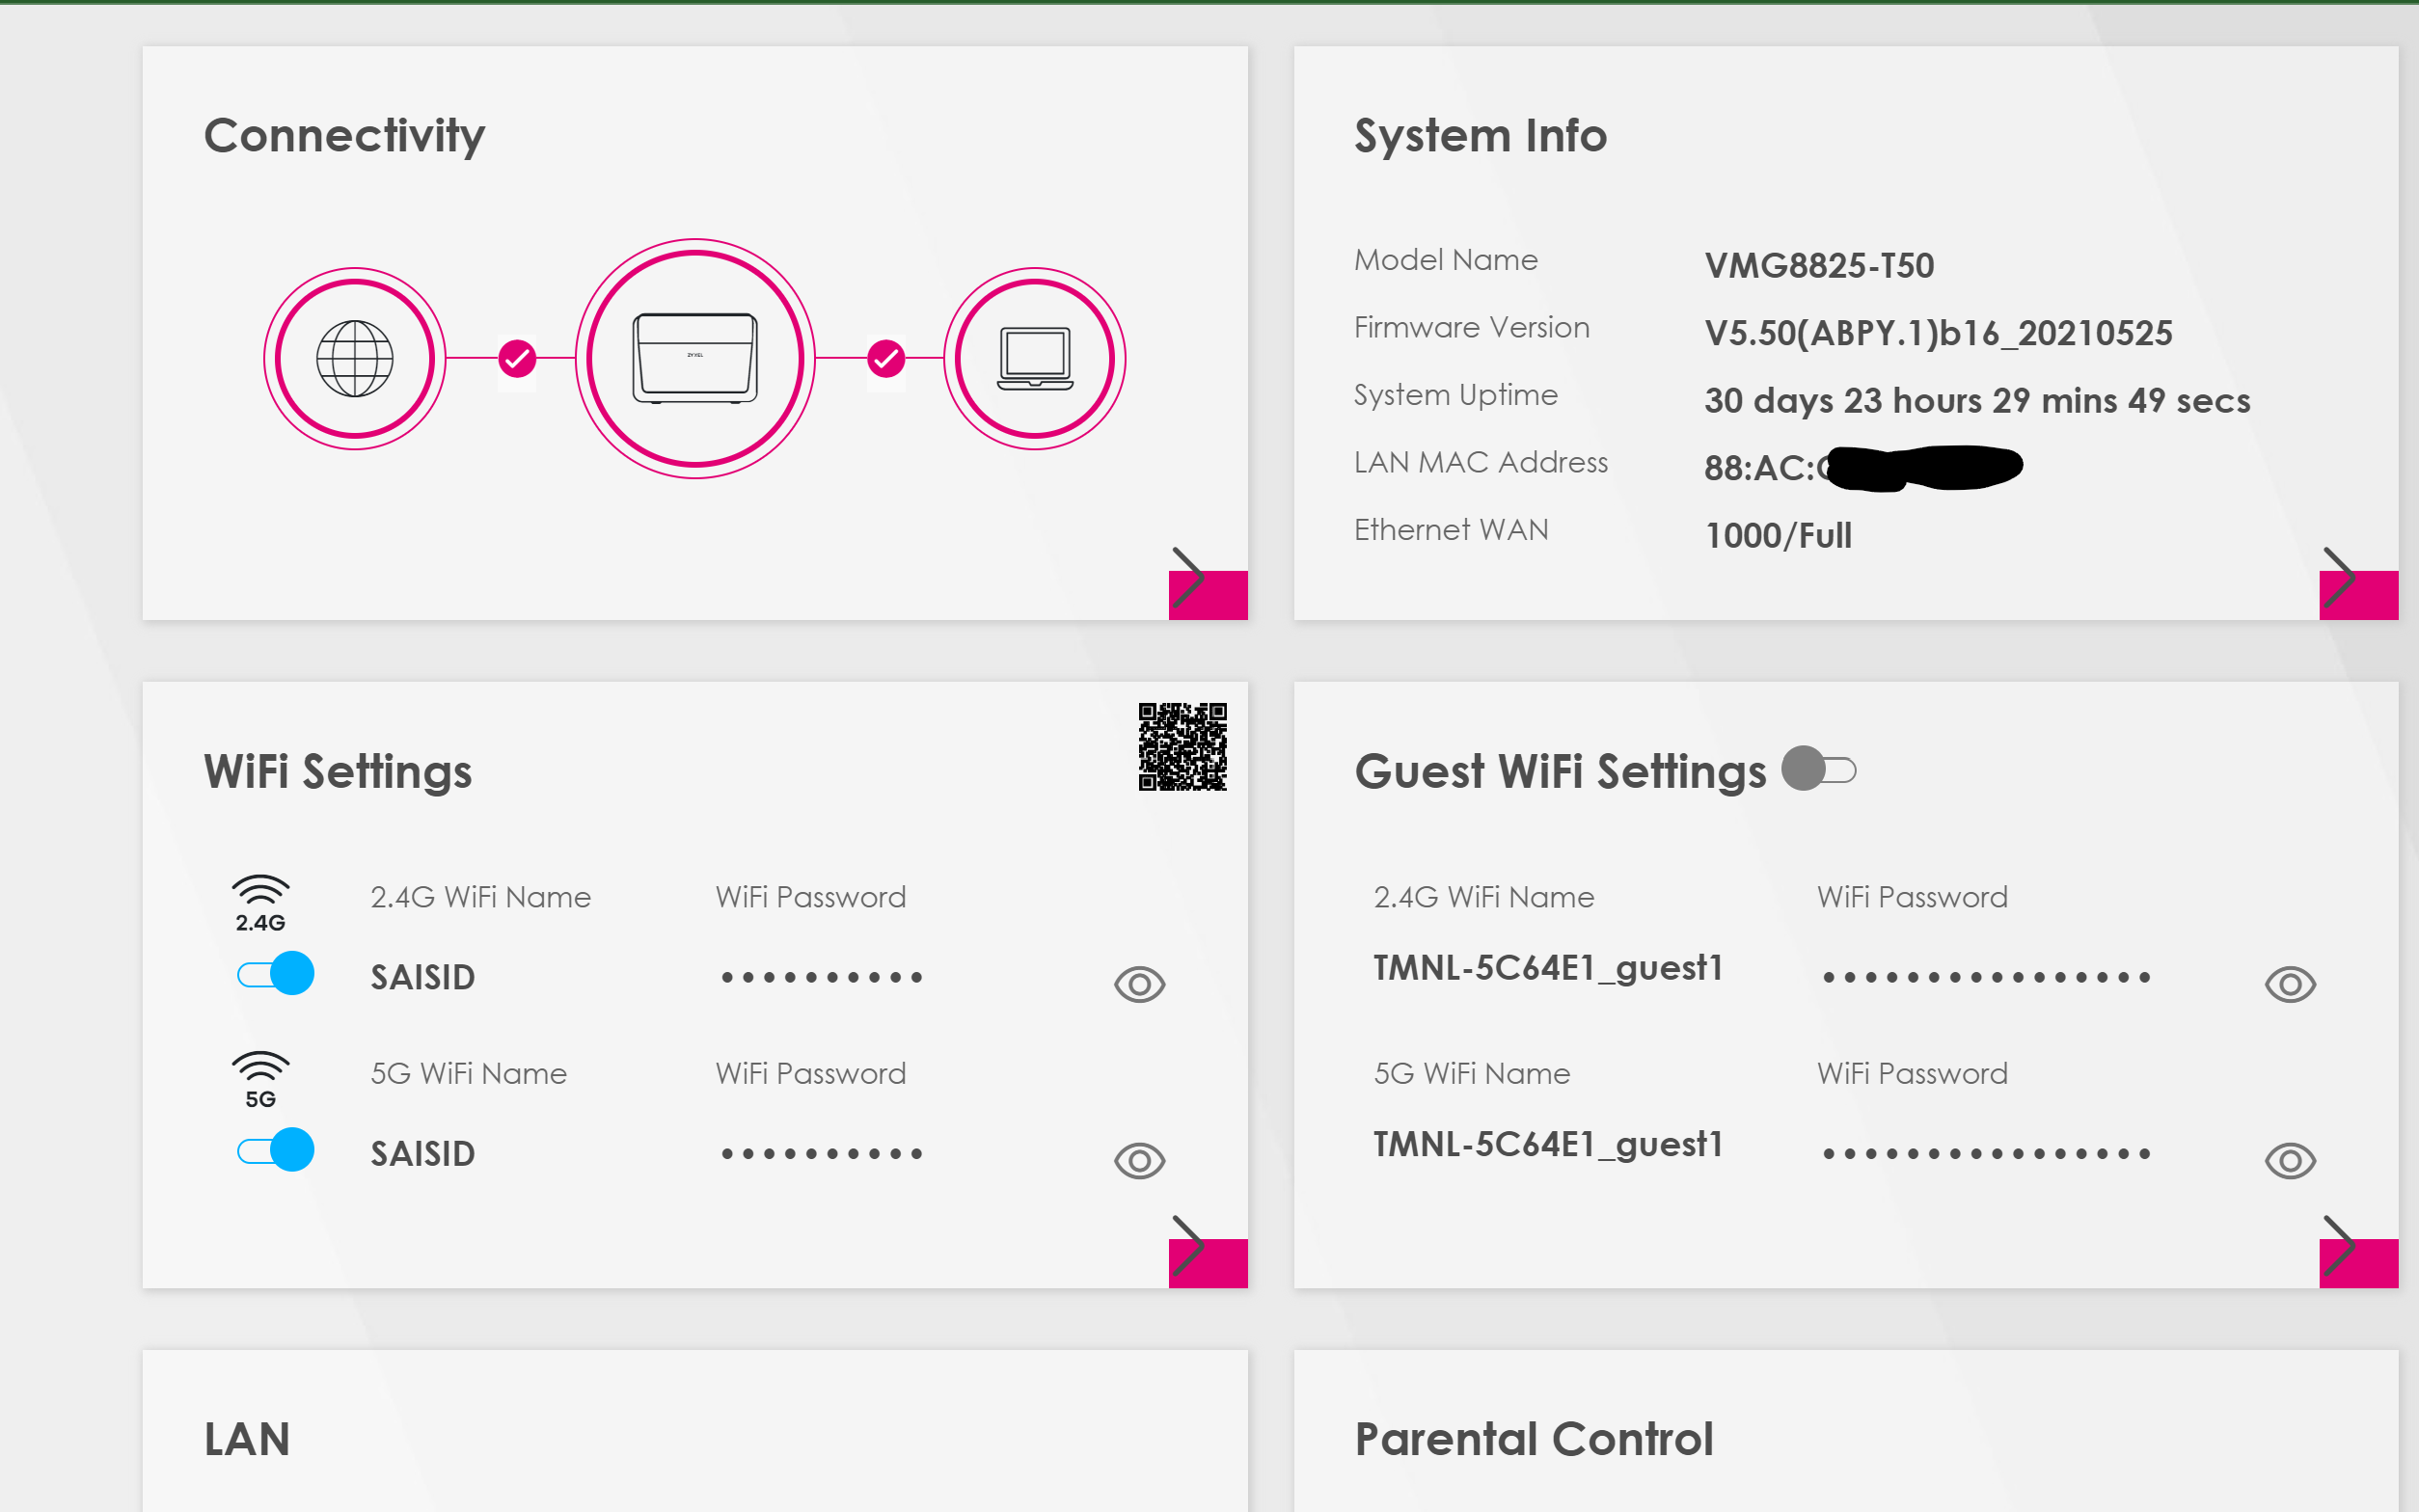 Connectivity
ZYXEL
System Info
Model Name VMG8825-T50
Firmware Version V5.50(ABPY.1)b16_20210525
System Uptime 30 days 23 hours 29 mins 49 secs
LAN MAC Address 88:AC:
Ethernet WAN 1000/Full
WiFi Settings
2.4G
2.4G WiFi Name WiFi Password
SAISID ••••••••••
5G
5G WiFi Name WiFi Password
SAISID ••••••••••
Guest WiFi Settings
2.4G WiFi Name WiFi Password
TMNL-5C64E1_guest1 ••••••••••••••••
5G WiFi Name WiFi Password
TMNL-5C64E1_guest1 ••••••••••••••••
LAN
Parental Control